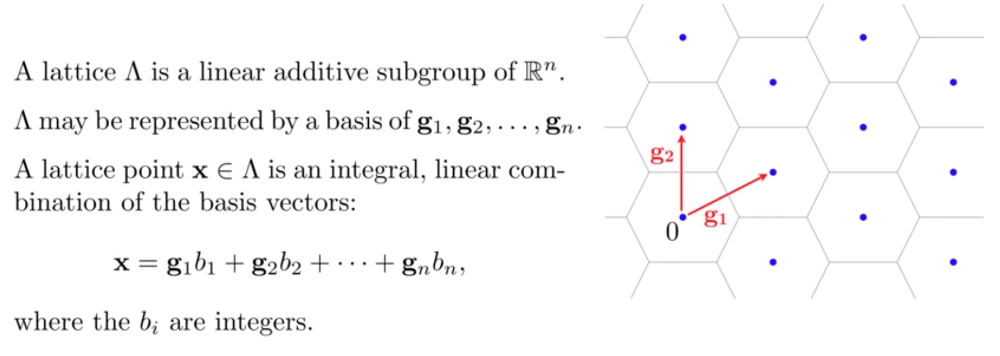 A lattice Λ is a linear additive subgroup of ℝⁿ.
Λ may be represented by a basis of g₁, g₂, . . . , gₙ.
A lattice point x ∈ Λ is an integral, linear com-
bination of the basis vectors:
x = g₁b₁ + g₂b₂ + · · · + gₙbₙ,
where the bᵢ are integers.
g₂
g₁
0